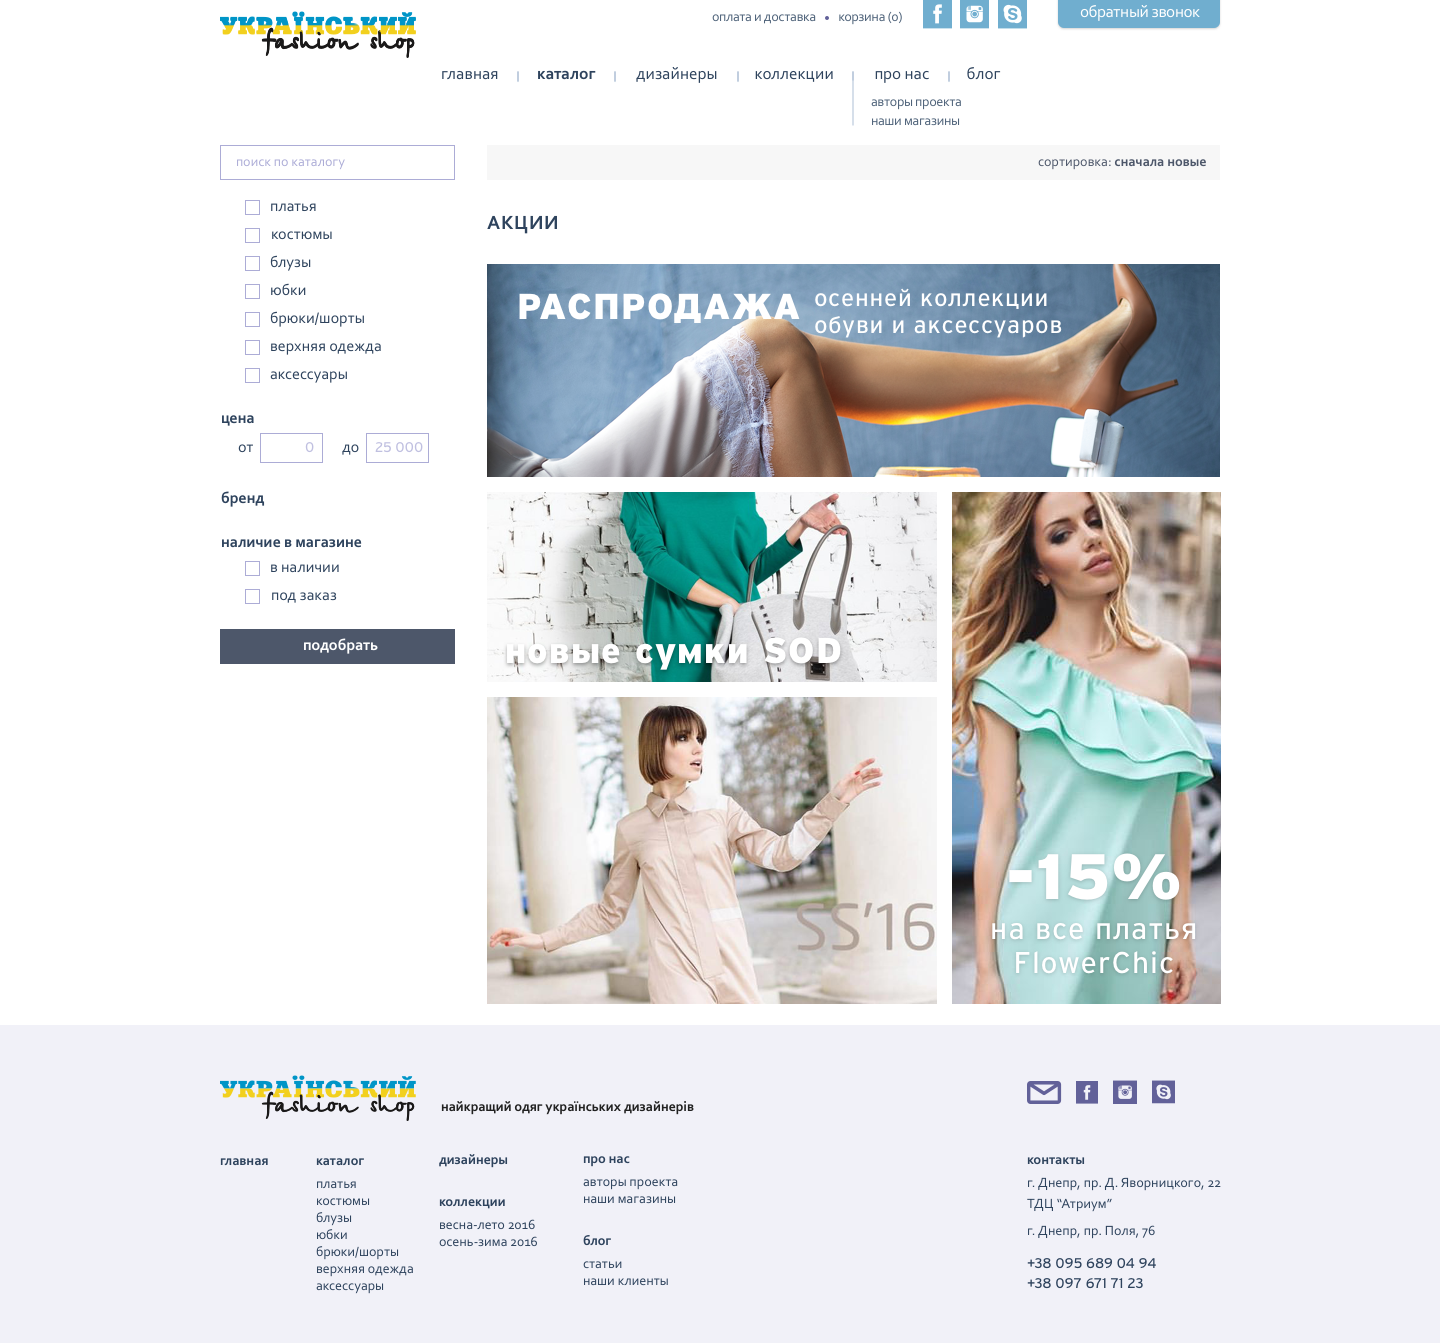 УКРАЇНСЬКИЙ
fashion shop
оплата и доставка • корзина (0)
обратный звонок
главная | каталог | дизайнеры | коллекции | про нас | блог
авторы проекта
наши магазины
поиск по каталогу
сортировка: сначала новые
платья
костюмы
блузы
юбки
брюки/шорты
верхняя одежда
аксессуары
цена
от 0 до 25 000
бренд
наличие в магазине
в наличии
под заказ
подобрать
АКЦИИ
РАСПРОДАЖА осенней коллекции
обуви и аксессуаров
новые сумки SOD
SS'16
-15%
на все платья
FlowerChic
УКРАЇНСЬКИЙ
fashion shop
найкращий одяг українських дизайнерів
главная
каталог
платья
костюмы
блузы
юбки
брюки/шорты
верхняя одежда
аксессуары
дизайнеры
коллекции
весна-лето 2016
осень-зима 2016
про нас
авторы проекта
наши магазины
блог
статьи
наши клиенты
контакты
г. Днепр, пр. Д. Яворницкого, 22
ТДЦ "Атриум"
г. Днепр, пр. Поля, 76
+38 095 689 04 94
+38 097 671 71 23